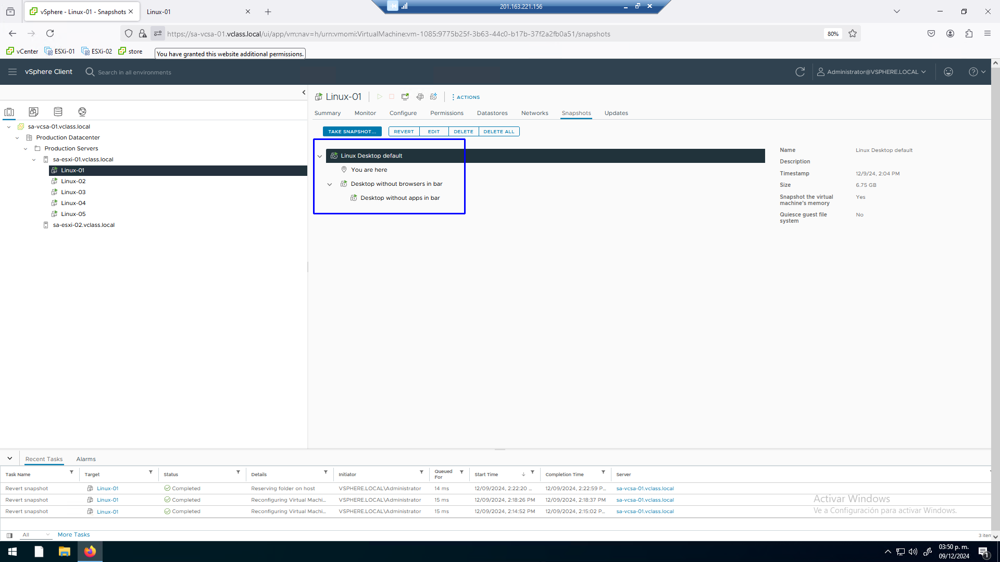 vSphere - Linux-01 - Snapshots
Linux-01
201.163.221.156
https://sa-vcsa-01.vclass.local/ui/app/vm;nav=h/urn:vmomi:VirtualMachine:vm-1085:9775b25f-3b63-44c0-b17b-37f2a2fb0a51/snapshots
80%
vCenter
ESXi-01
ESXi-02
store
You have granted this website additional permissions.
vSphere Client
Search in all environments
Administrator@VSPHERE.LOCAL
Linux-01
ACTIONS
Summary
Monitor
Configure
Permissions
Datastores
Networks
Snapshots
Updates
sa-vcsa-01.vclass.local
Production Datacenter
Production Servers
sa-esxi-01.vclass.local
Linux-01
Linux-02
Linux-03
Linux-04
Linux-05
sa-esxi-02.vclass.local
TAKE SNAPSHOT...
REVERT
EDIT
DELETE
DELETE ALL
Linux Desktop default
You are here
Desktop without browsers in bar
Desktop without apps in bar
Name Linux Desktop default
Description
Timestamp 12/9/24, 2:04 PM
Size 6.75 GB
Snapshot the virtual machine's memory Yes
Quiesce guest file system No
Recent Tasks
Alarms
Task Name Target Status Details Initiator Queued For Start Time Completion Time Server
Revert snapshot Linux-01 Completed Reserving folder on host VSPHERE.LOCAL\Administrator 14 ms 12/09/2024, 2:22:20 ... 12/09/2024, 2:22:59 P... sa-vcsa-01.vclass.local
Revert snapshot Linux-01 Completed Reconfiguring Virtual Machi... VSPHERE.LOCAL\Administrator 15 ms 12/09/2024, 2:18:26 PM 12/09/2024, 2:18:37 PM sa-vcsa-01.vclass.local
Revert snapshot Linux-01 Completed Reconfiguring Virtual Machi... VSPHERE.LOCAL\Administrator 15 ms 12/09/2024, 2:14:52 PM 12/09/2024, 2:15:02 P... sa-vcsa-01.vclass.local
Activar Windows
Ve a Configuración para activar Windows.
All
More Tasks
3 item
03:50 p. m.
09/12/2024
1